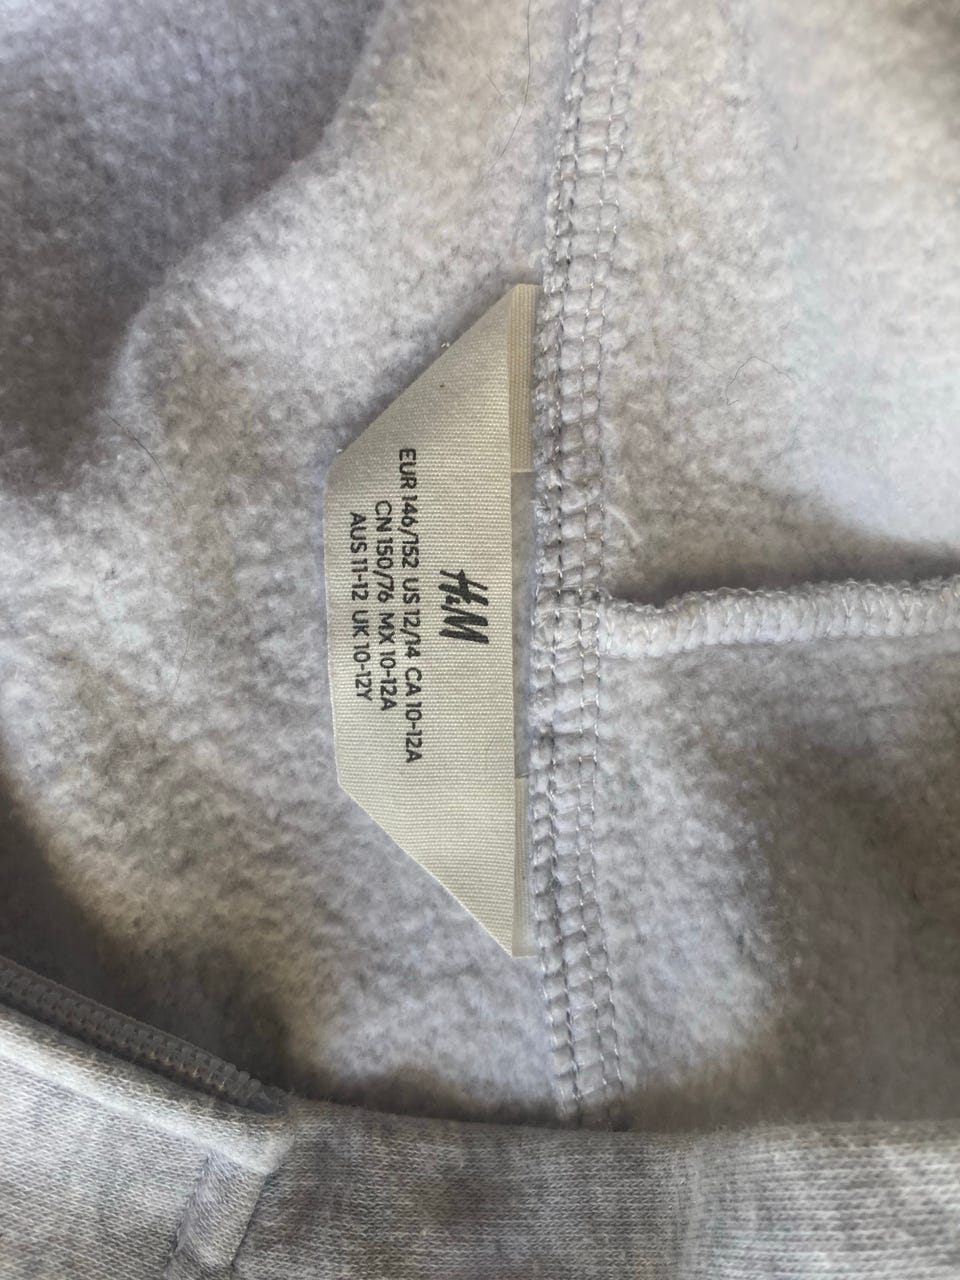 H&M
EUR 146/152 US 12/14 CA 10-12A
CN 150/76 MX 10-12A
AUS 11-12 UK 10-12Y